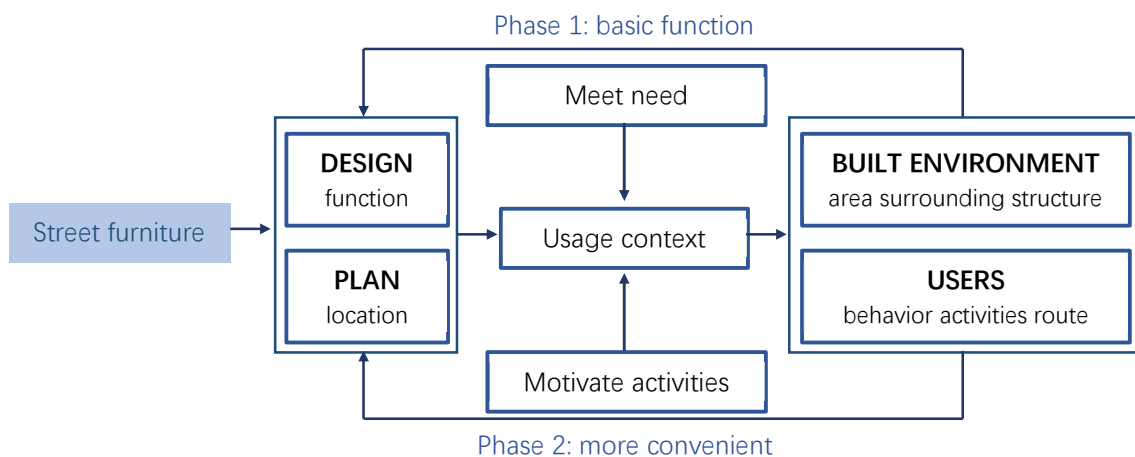 Phase 1: basic function
Meet need
DESIGN
function
BUILT ENVIRONMENT
area surrounding structure
Street furniture
Usage context
PLAN
location
USERS
behavior activities route
Motivate activities
Phase 2: more convenient